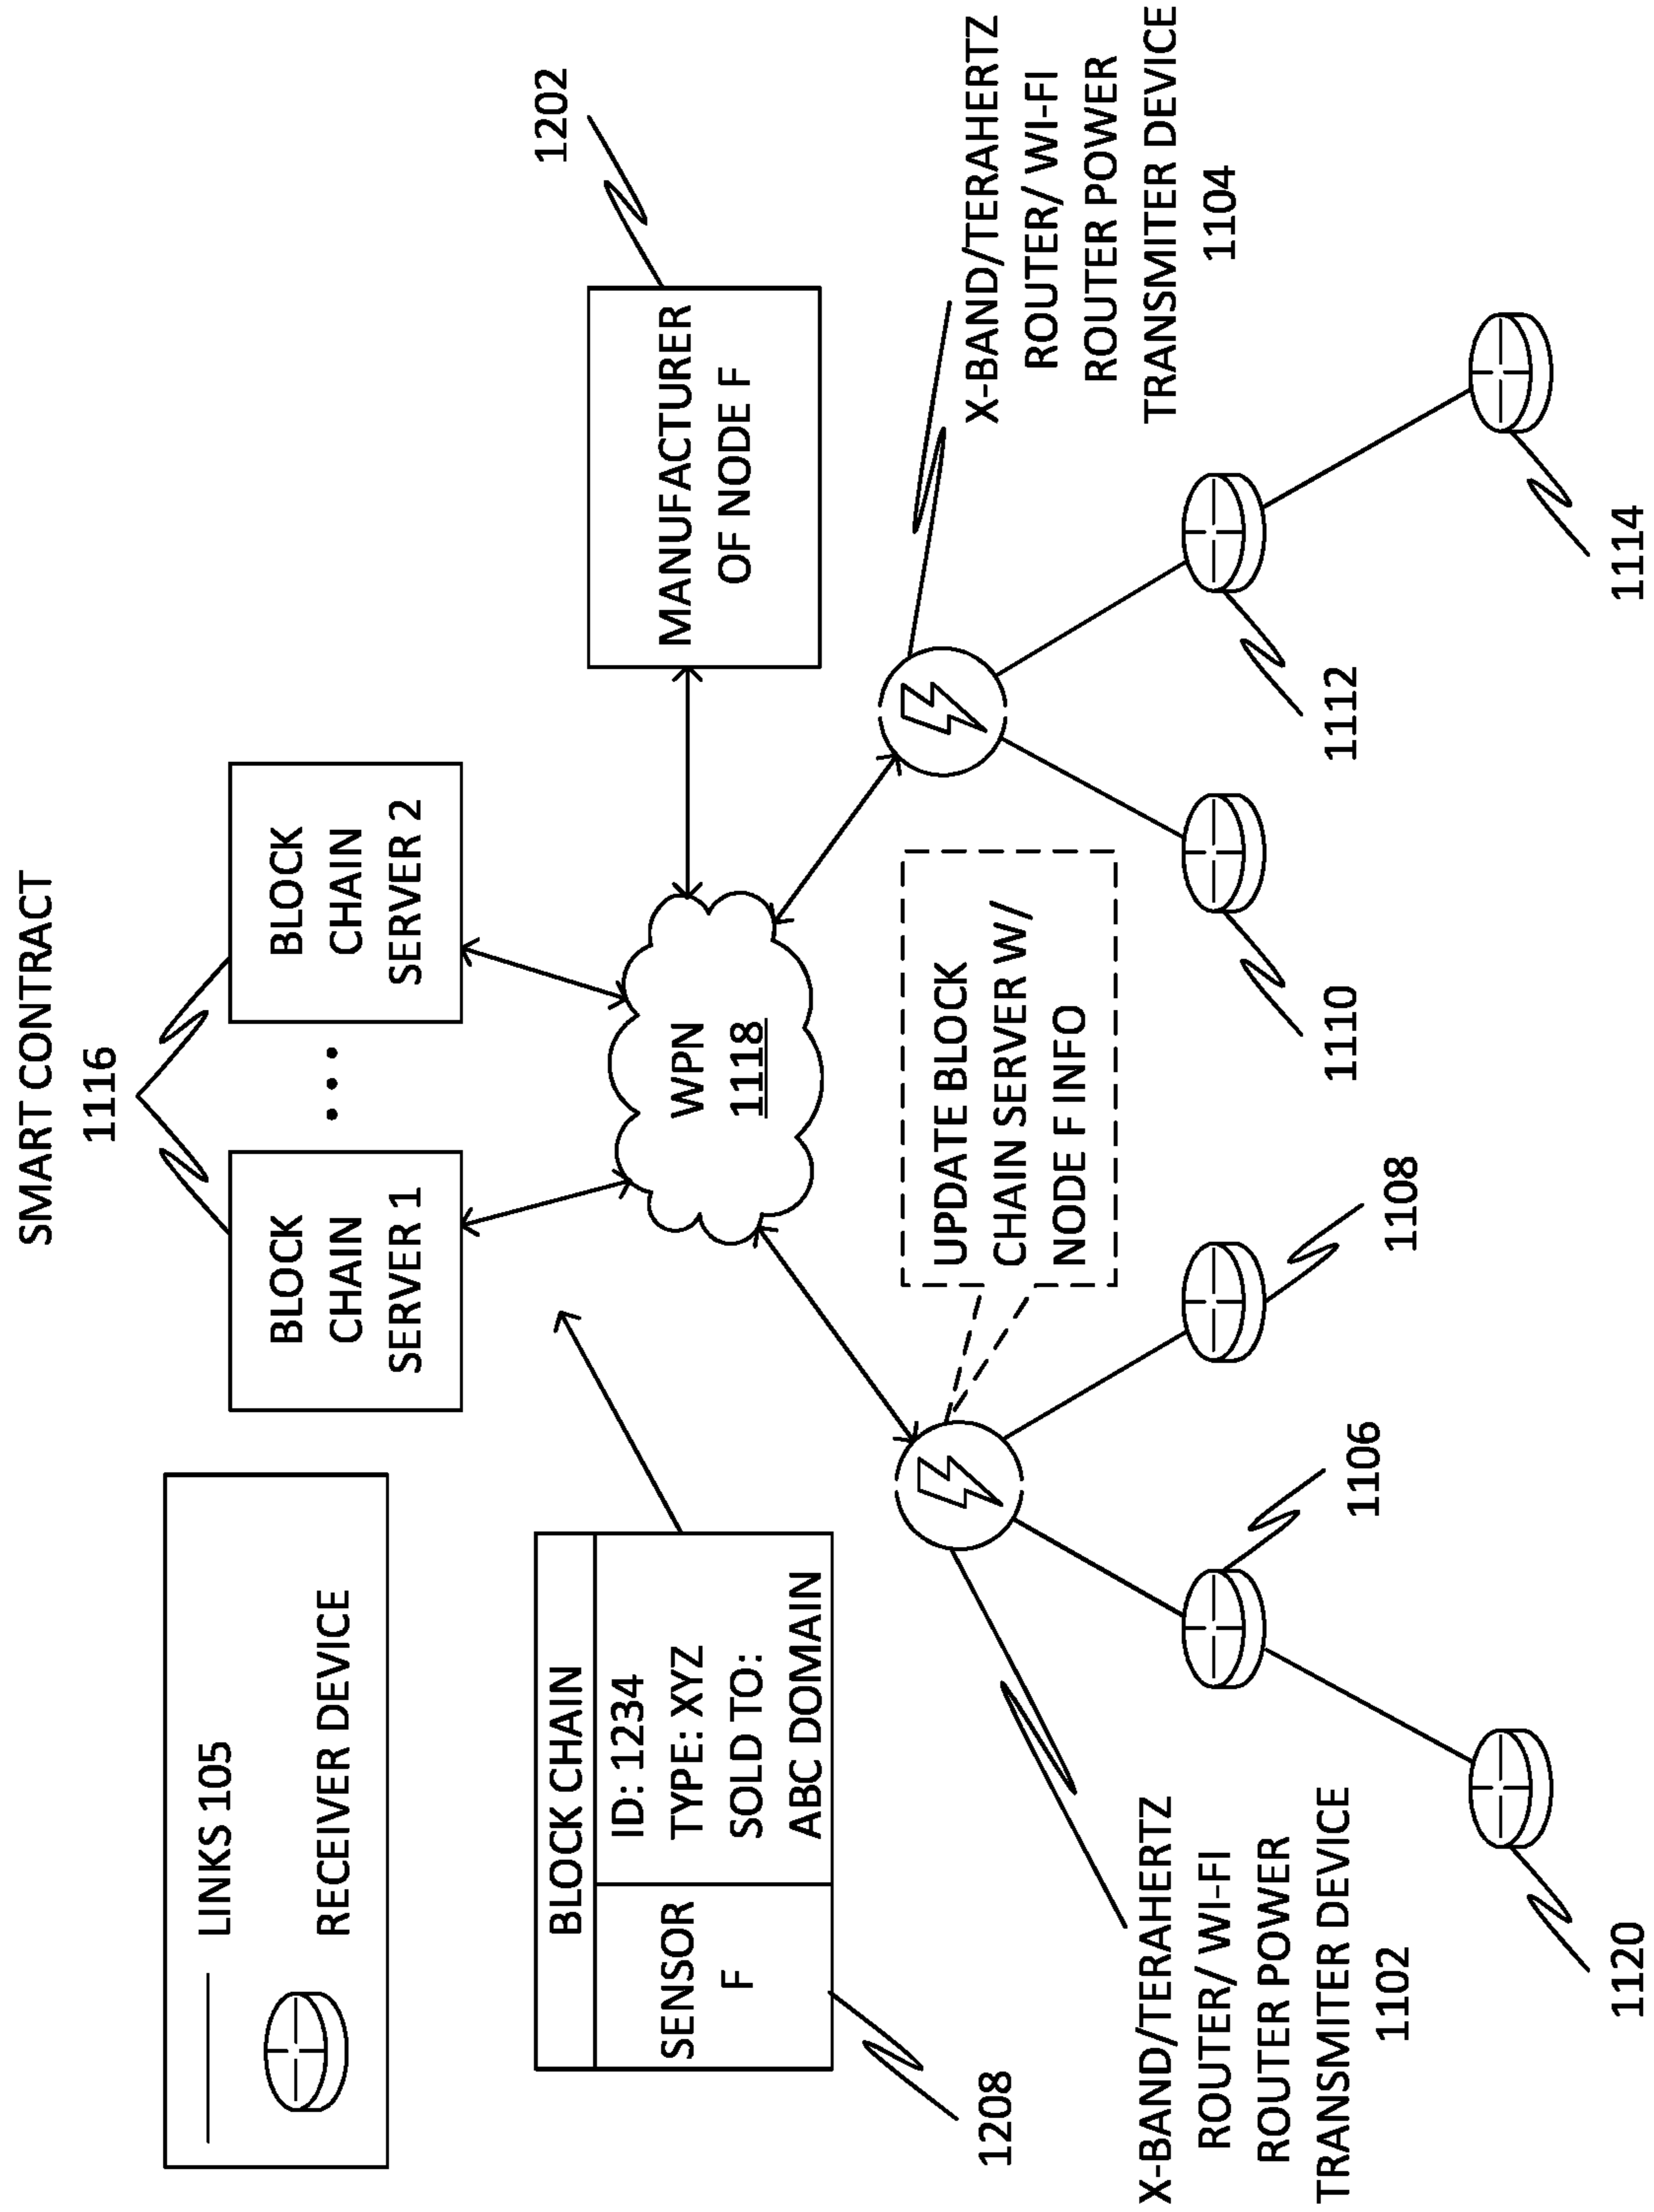 SMART CONTRACT
1116
LINKS 105
RECEIVER DEVICE
BLOCK
CHAIN
SERVER 1
BLOCK
CHAIN
SERVER 2
1202
BLOCK CHAIN
SENSOR
F
ID: 1234
TYPE: XYZ
SOLD TO:
ABC DOMAIN
1208
WPN
1118
MANUFACTURER
OF NODE F
UPDATE BLOCK
CHAIN SERVER W/
NODE F INFO
X-BAND/TERAHERTZ
ROUTER/ WI-FI
ROUTER POWER
TRANSMITER DEVICE
1104
X-BAND/TERAHERTZ
ROUTER/ WI-FI
ROUTER POWER
TRANSMITER DEVICE
1102
1106
1108
1110
1112
1120
1114